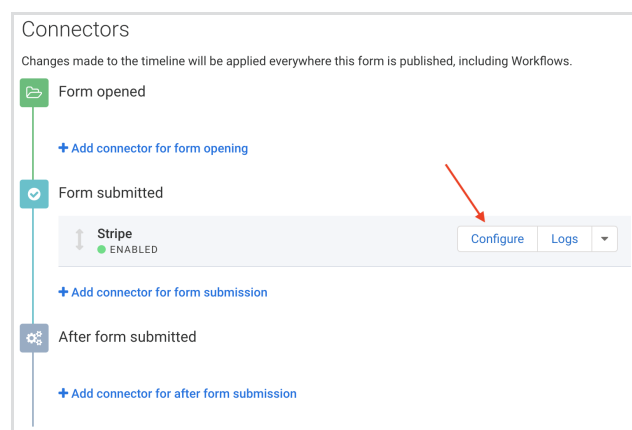 Connectors
Changes made to the timeline will be applied everywhere this form is published, including Workflows.
Form opened
Add connector for form opening
Form submitted
Stripe
ENABLED
Configure Logs
Add connector for form submission
After form submitted
Add connector for after form submission